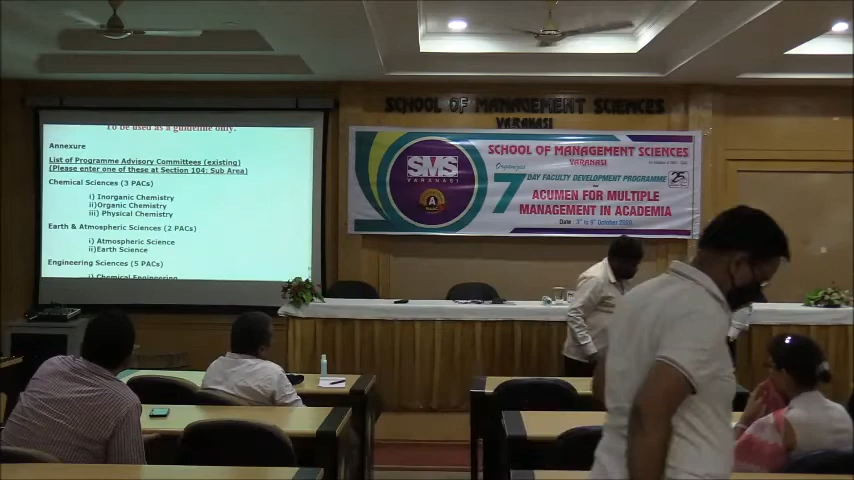 To be used as a guideline only.
Annexure
List of Programme Advisory Committees (existing)
(Please enter one of these at Section 104: Sub Area)
Chemical Sciences (3 PACs)
i) Inorganic Chemistry
ii)Organic Chemistry
iii) Physical Chemistry
Earth & Atmospheric Sciences (2 PACs)
i) Atmospheric Science
ii)Earth Science
Engineering Sciences (5 PACs)
i) Chemical Engineering
SCHOOL OF MANAGEMENT SCIENCES
VARANASI
SMS
VARANASI
A
SCHOOL OF MANAGEMENT SCIENCES
VARANASI
Organizes
7 DAY FACULTY DEVELOPMENT PROGRAMME
ACUMEN FOR MULTIPLE
MANAGEMENT ROLES IN ACADEMIA
25